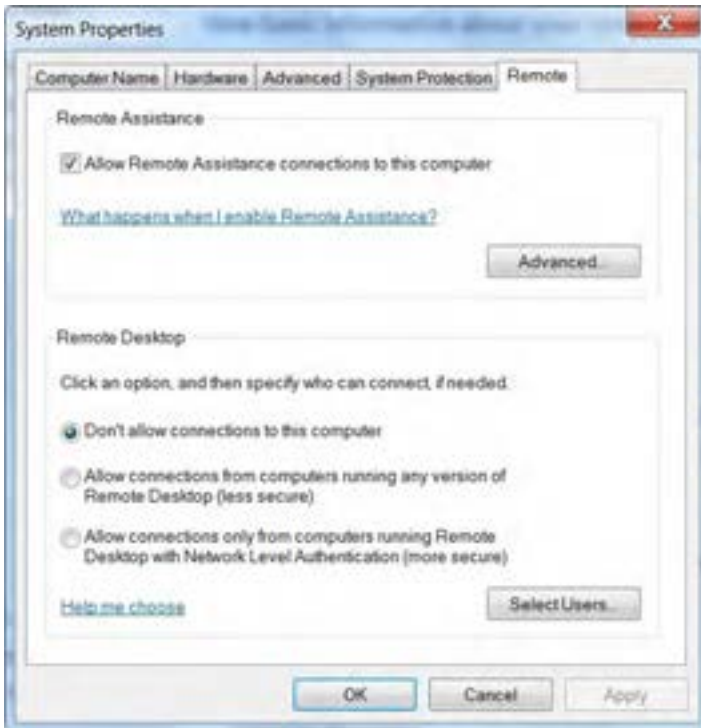 System Properties
Computer Name Hardware Advanced System Protection Remote
Remote Assistance
Allow Remote Assistance connections to this computer
What happens when I enable Remote Assistance?
Advanced...
Remote Desktop
Click an option, and then specify who can connect, if needed.
Don't allow connections to this computer
Allow connections from computers running any version of
Remote Desktop (less secure)
Allow connections only from computers running Remote
Desktop with Network Level Authentication (more secure)
Help me choose
Select Users...
OK Cancel Apply